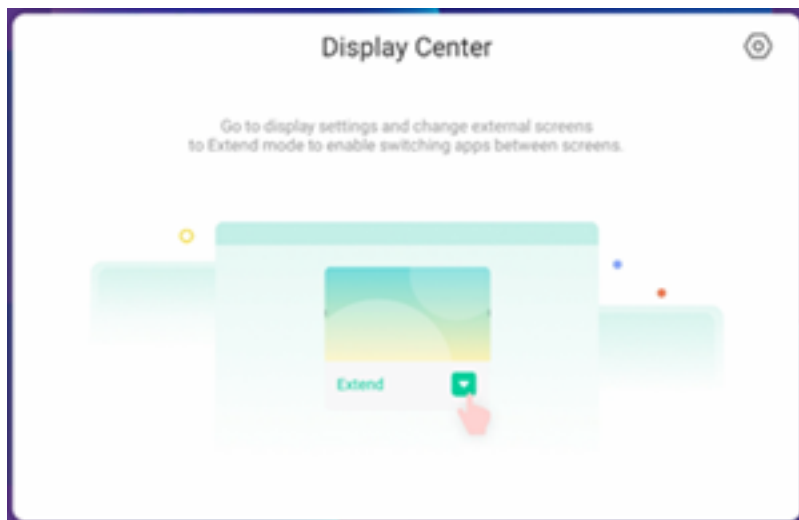 Display Center
Go to display settings and change external screens
to Extend mode to enable switching apps between screens.
Extend